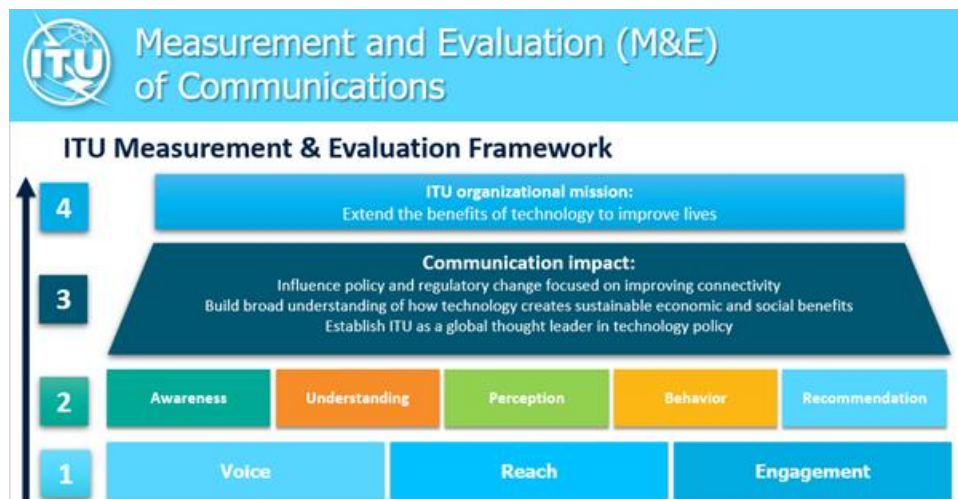 ITU
Measurement and Evaluation (M&E)
of Communications
ITU Measurement & Evaluation Framework
4
ITU organizational mission:
Extend the benefits of technology to improve lives
3
Communication impact:
Influence policy and regulatory change focused on improving connectivity
Build broad understanding of how technology creates sustainable economic and social benefits
Establish ITU as a global thought leader in technology policy
2
Awareness
Understanding
Perception
Behavior
Recommendation
1
Voice
Reach
Engagement